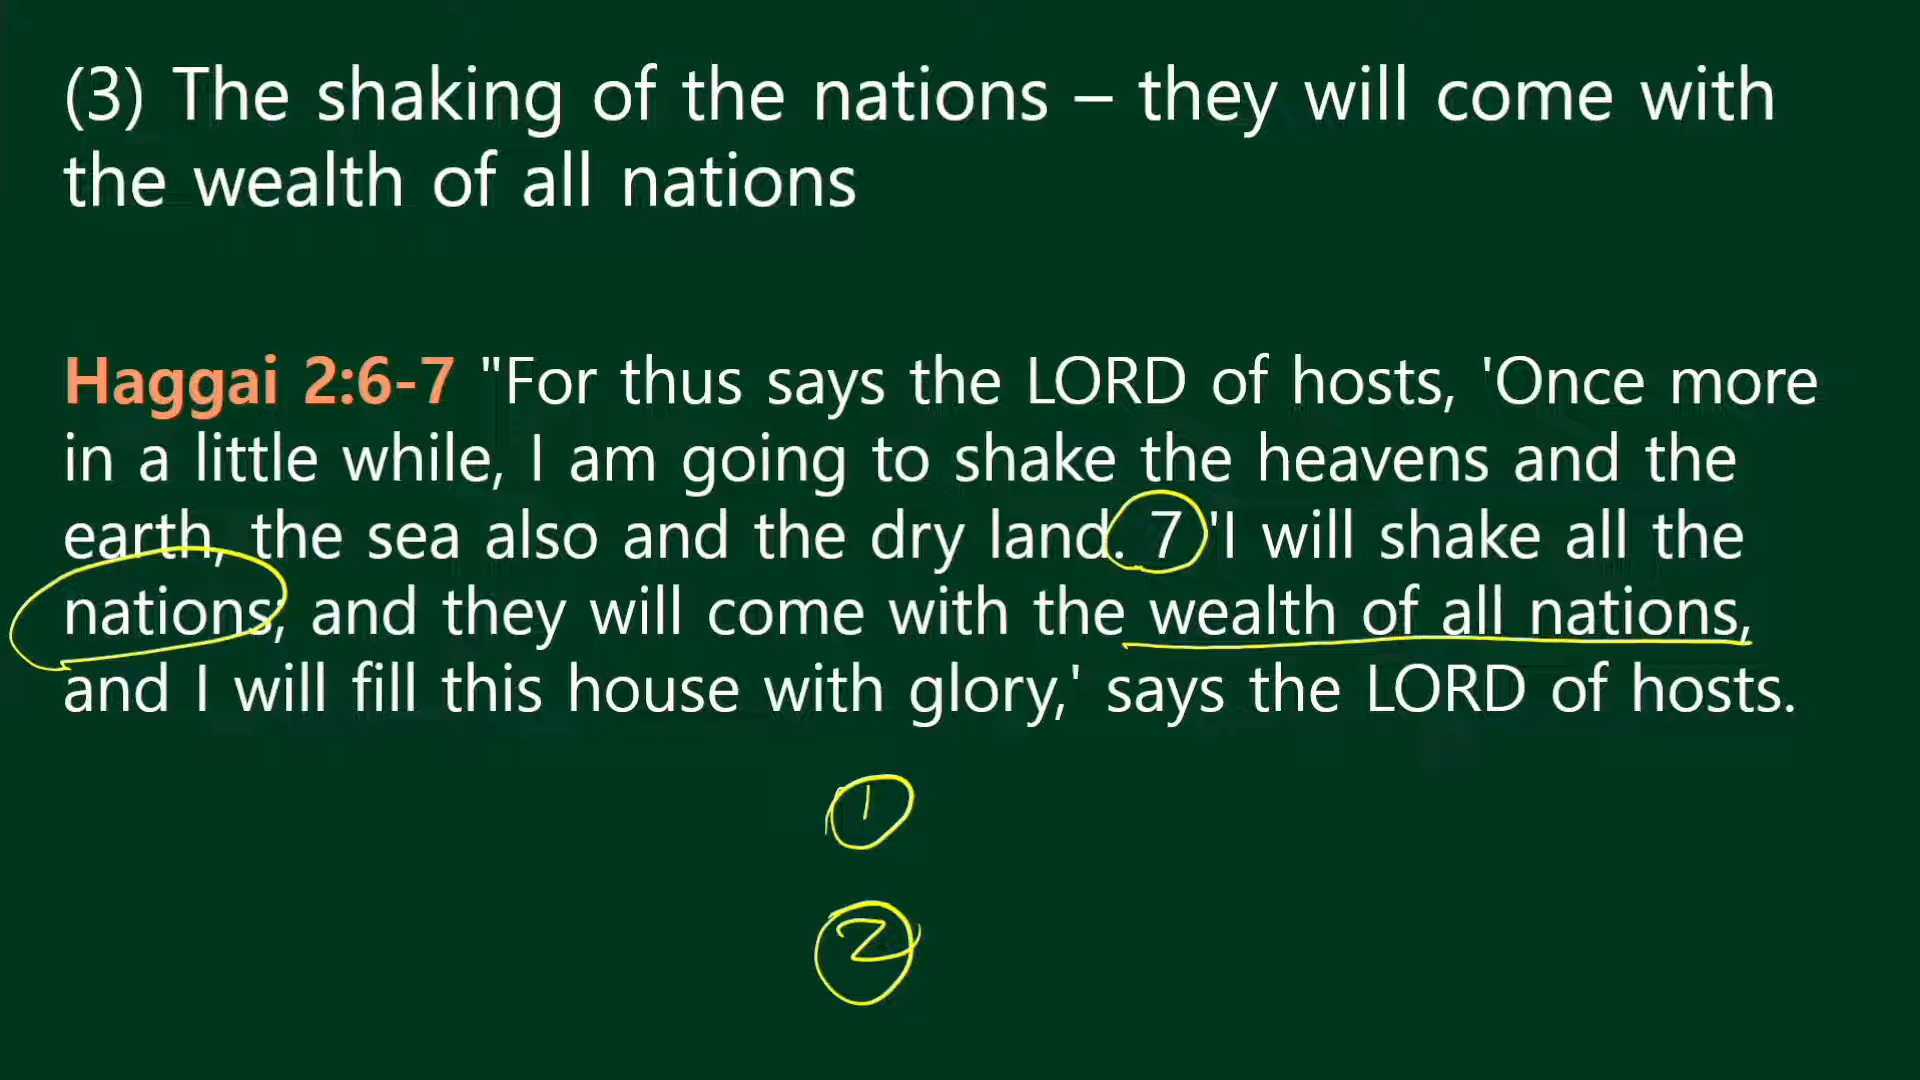 (3) The shaking of the nations – they will come with
the wealth of all nations
Haggai 2:6-7 "For thus says the LORD of hosts, 'Once more
in a little while, I am going to shake the heavens and the
earth, the sea also and the dry land. 7 'I will shake all the
nations; and they will come with the wealth of all nations,
and I will fill this house with glory,' says the LORD of hosts.
1
2